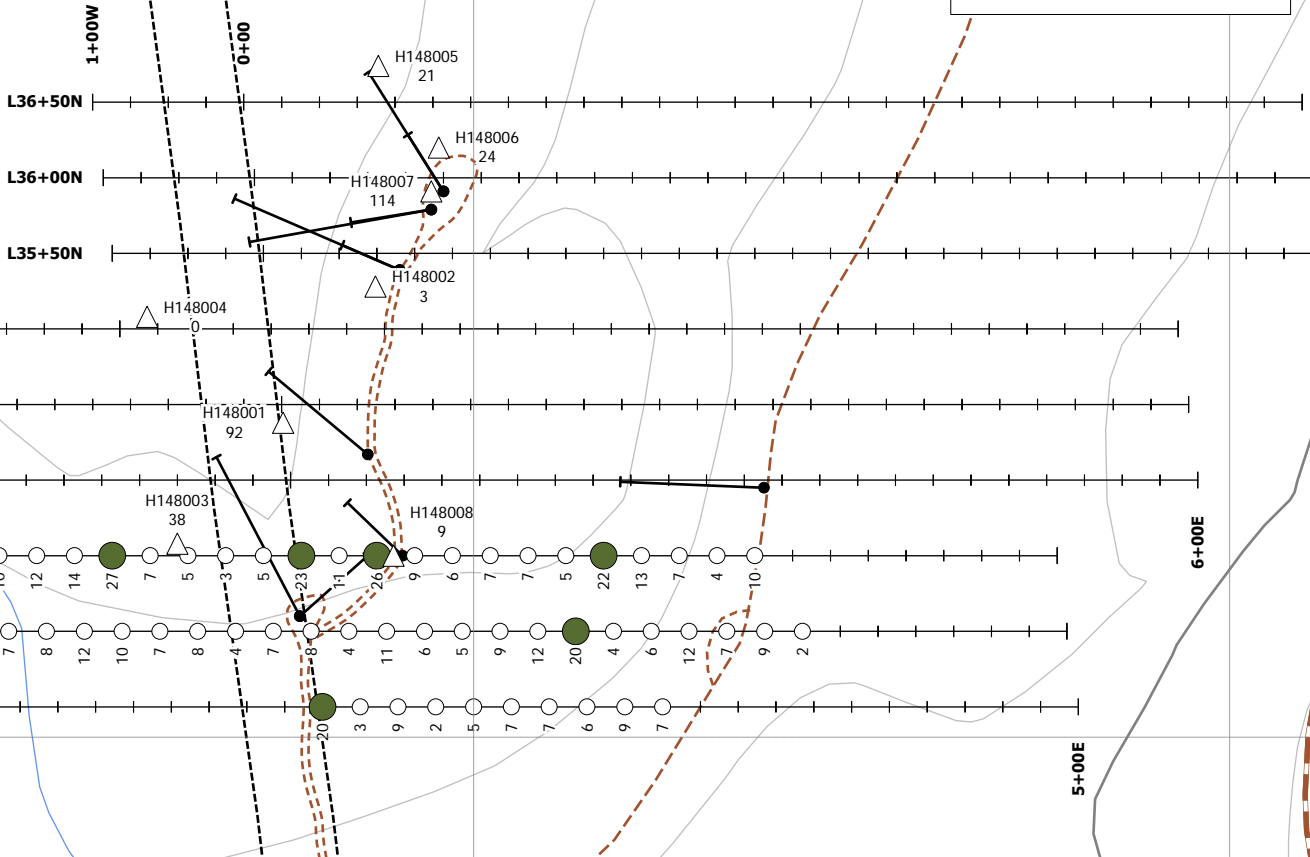 1+00W
0+00
H148005
21
L36+50N
H148006
24
L36+00N
H148007
114
L35+50N
H148002
3
H148004
0
H148001
92
H148003
38
H148008
9
6+00E
12 14 27 7 5 3 5 23 11 26 9 6 7 7 5 22 13 7 4 10
7 8 12 10 7 8 4 7 8 4 11 6 5 9 12 20 4 6 12 7 9 2
20 3 9 2 5 7 7 6 9 7
5+00E